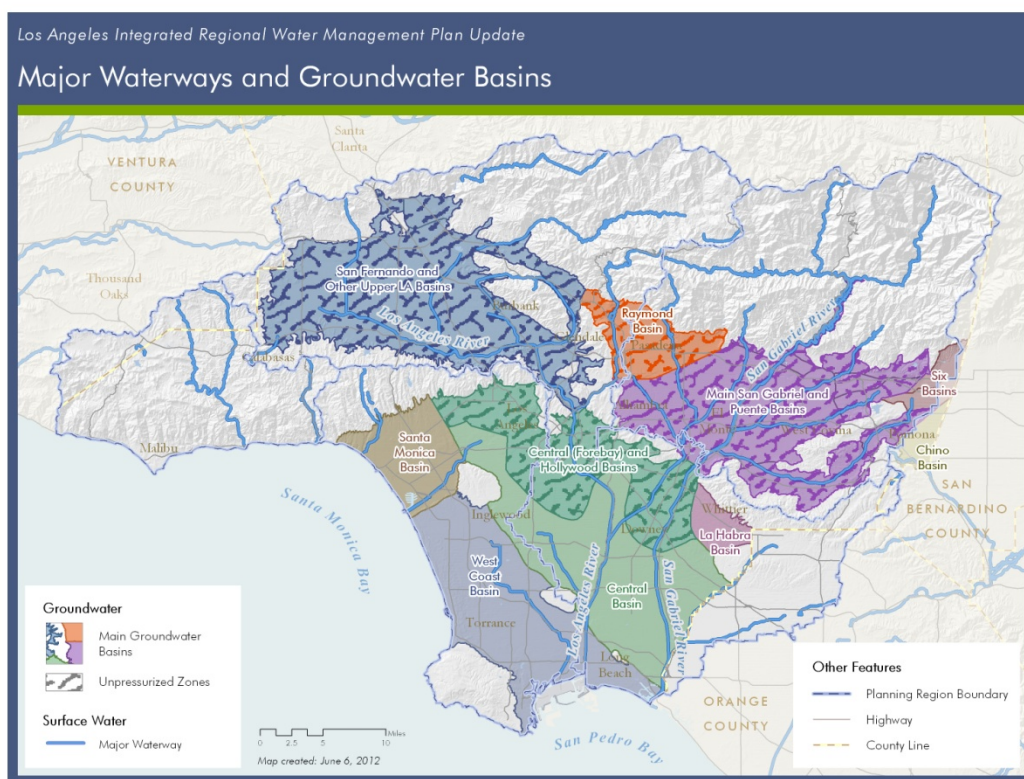 Los Angeles Integrated Regional Water Management Plan Update
Major Waterways and Groundwater Basins
Santa
Clarita
VENTURA
COUNTY
Thousand
Oaks
San Fernando and
Other Upper LA Basins
Burbank
Los Angeles River
Glendale
Raymond
Basin
Pasadena
San Gabriel River
Calabasas
Main San Gabriel and
Puente Basins
Six
Basins
Alhambra
El
Monte
West Covina
Pomona
Chino
Basin
Malibu
Santa
Monica
Basin
Los
Angeles
Central (Forebay) and
Hollywood Basins
SAN
BERNARDINO
COUNTY
Santa Monica Bay
Inglewood
Downey
Whittier
La Habra
Basin
West
Coast
Basin
Central
Basin
Los Angeles River
San Gabriel River
Torrance
Long
Beach
ORANGE
COUNTY
San Pedro Bay
Groundwater
Main Groundwater
Basins
Unpressurized Zones
Surface Water
Major Waterway
0 2.5 5 10 Miles
Map created: June 6, 2012
Other Features
Planning Region Boundary
Highway
County Line